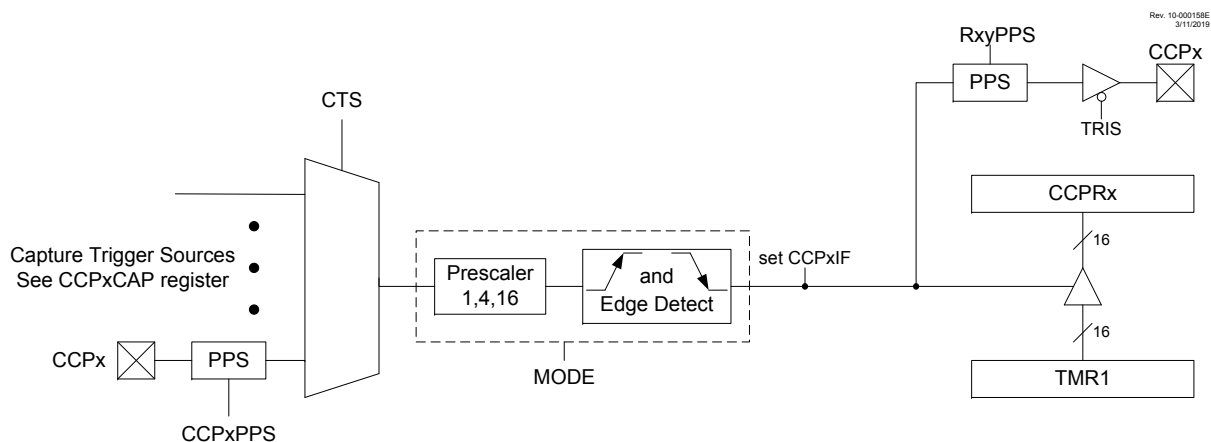 Rev. 10-000158E
3/11/2019
RxyPPS
CCPx
PPS
TRIS
CTS
CCPRx
16
Capture Trigger Sources
See CCPxCAP register
Prescaler
1,4,16
and
Edge Detect
set CCPxIF
16
CCPx
PPS
MODE
TMR1
CCPxPPS